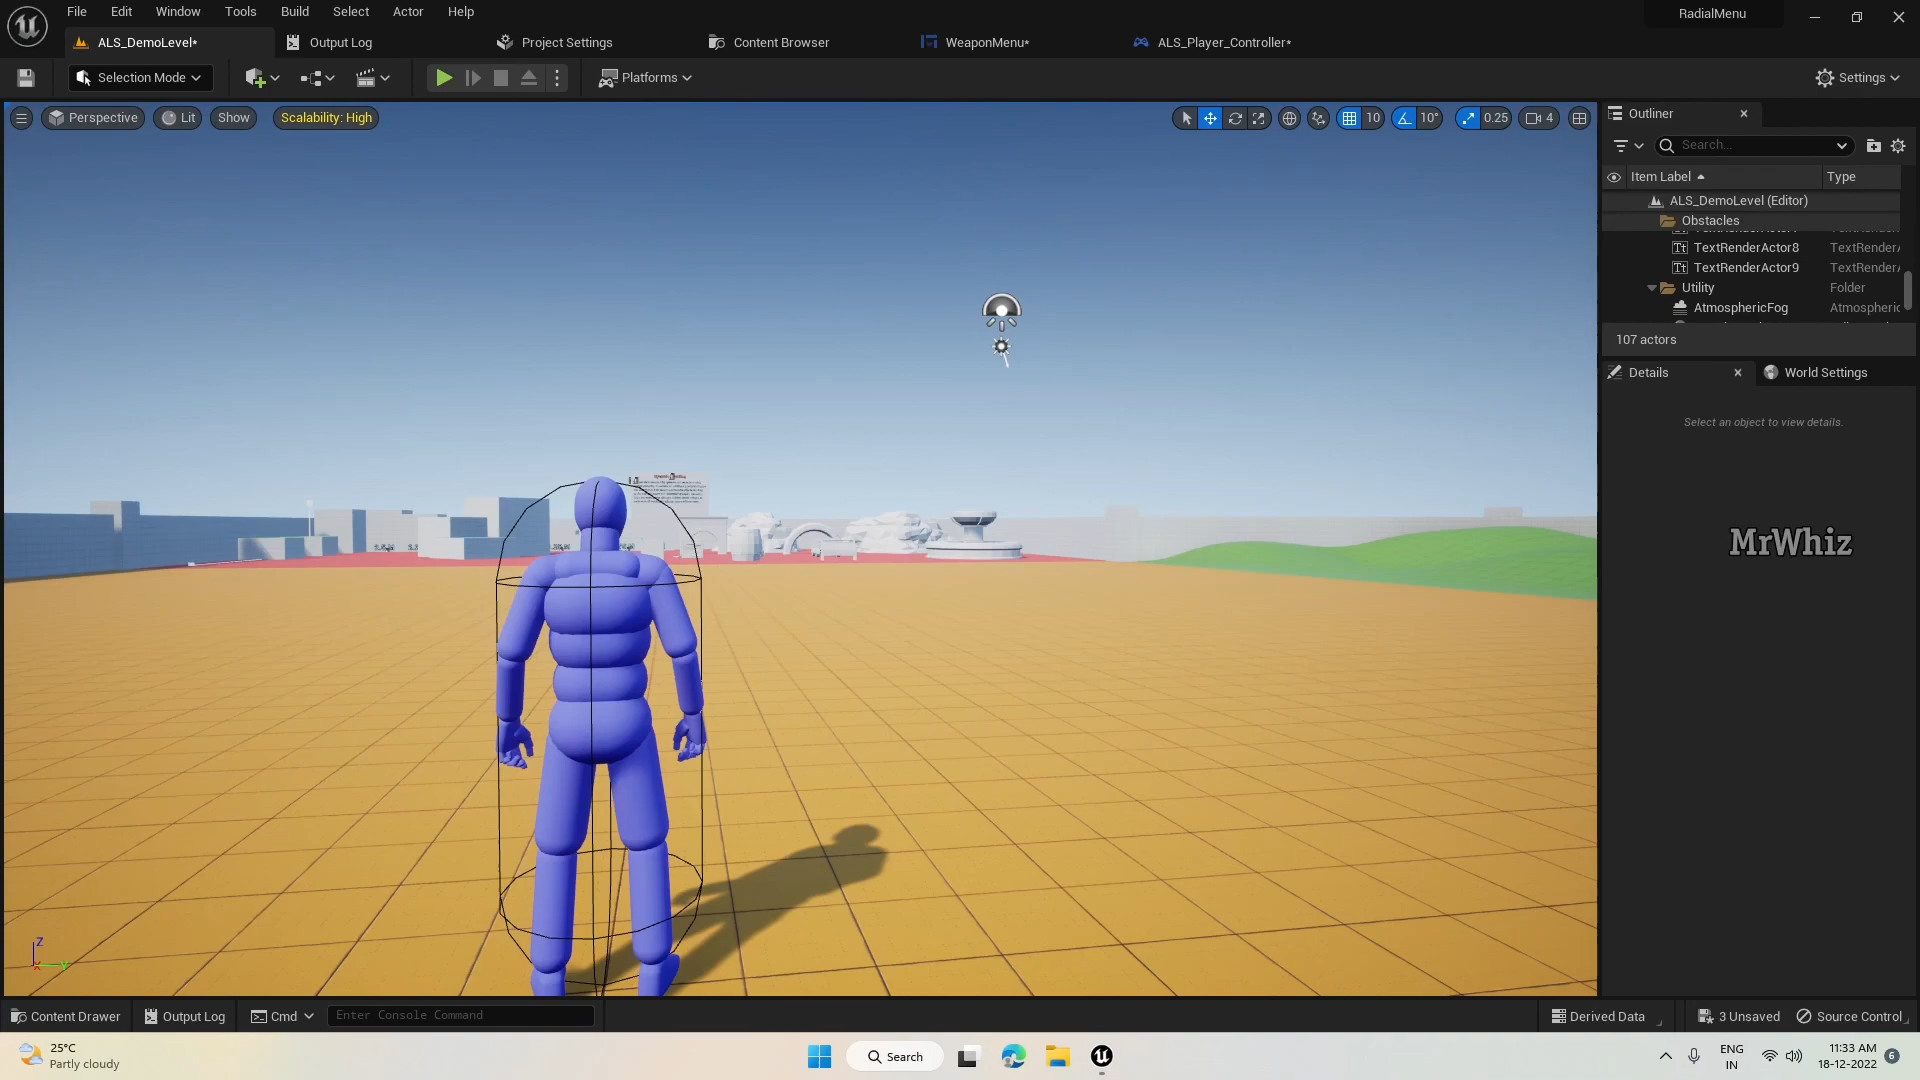 File Edit Window Tools Build Select Actor Help
RadialMenu
ALS_DemoLevel*
Output Log
Project Settings
Content Browser
WeaponMenu*
ALS_Player_Controller*
Selection Mode
Platforms
Settings
Perspective
Lit
Show
Scalability: High
10
10°
0.25
4
Outliner
Search...
Item Label
Type
ALS_DemoLevel (Editor)
Obstacles
TextRenderActor8
TextRenderA
TextRenderActor9
TextRenderA
Utility
Folder
AtmosphericFog
Atmospheric
107 actors
Details
World Settings
Select an object to view details.
MrWhiz
Z
X
Content Drawer
Output Log
Cmd
Enter Console Command
Derived Data
3 Unsaved
Source Control
25°C
Partly cloudy
Search
ENG
IN
11:33 AM
18-12-2022
6